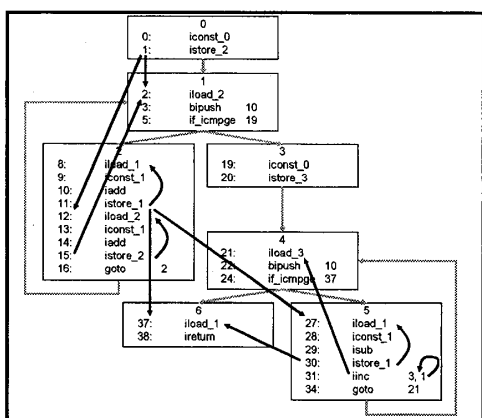 0
0: iconst_0
1: istore_2
1
2: iload_2
3: bipush 10
5: if_icmpge 19
2
8: iload_1
9: iconst_1
10: iadd
11: istore_1
12: iload_2
13: iconst_1
14: iadd
15: istore_2
16: goto 2
3
19: iconst_0
20: istore_3
4
21: iload_3
22: bipush 10
24: if_icmpge 37
6
37: iload_1
38: ireturn
5
27: iload_1
28: iconst_1
29: isub
30: istore_1
31: iinc 3, 1
34: goto 21